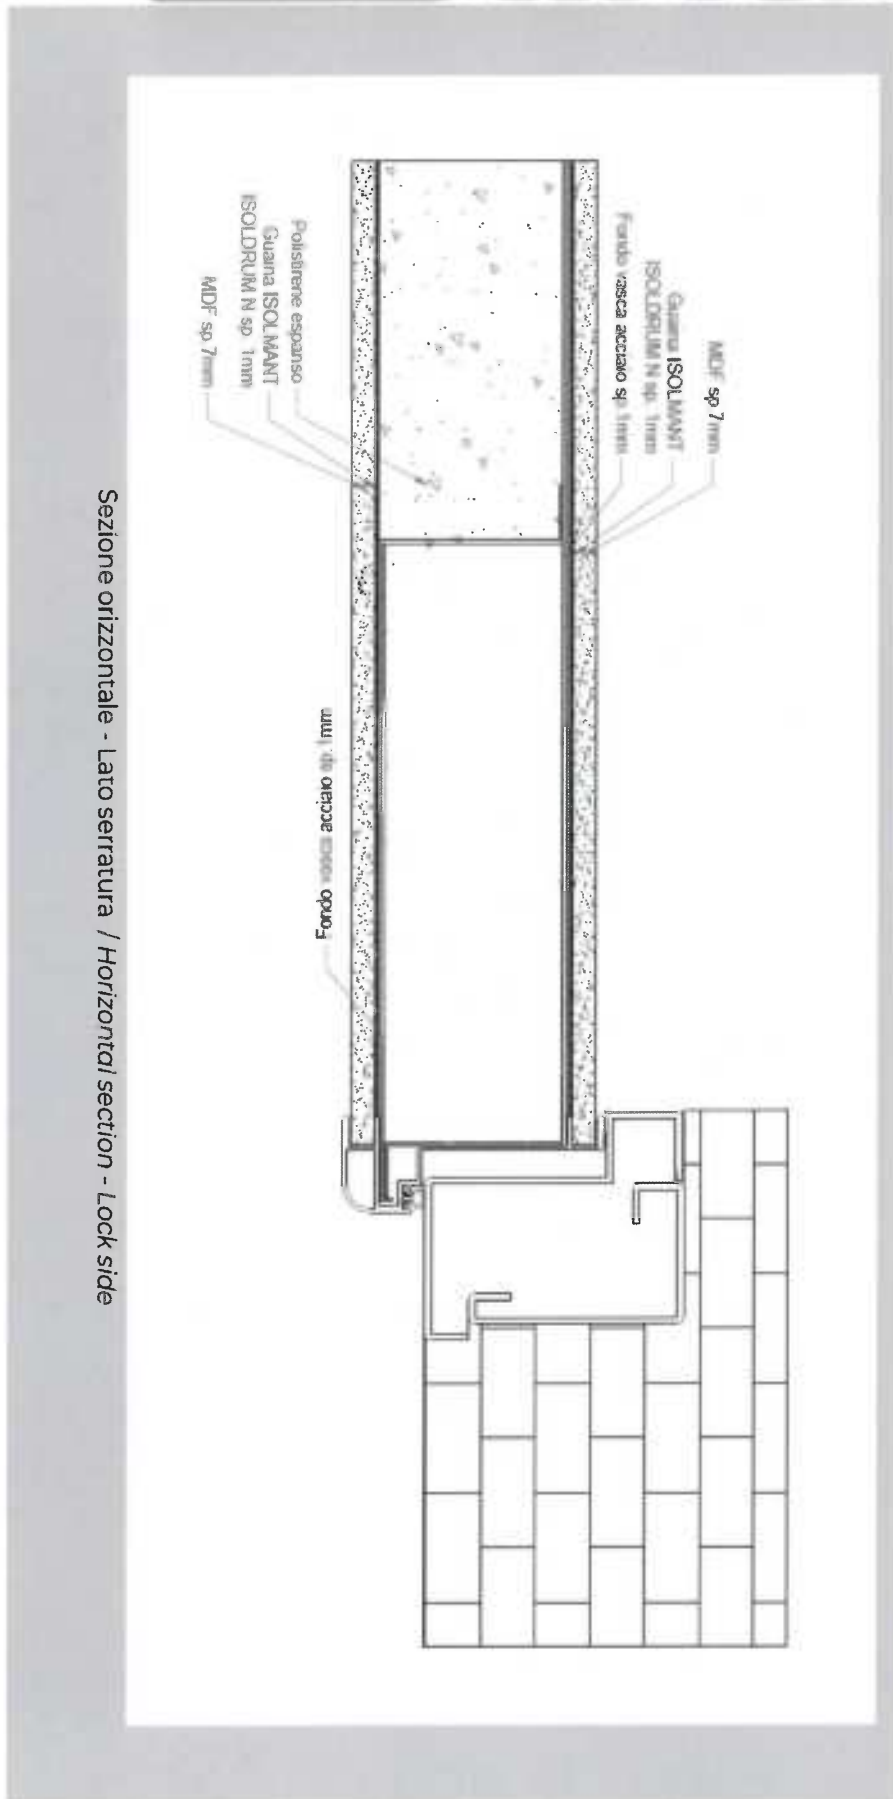 MDF sp 7mm
Guaina ISOLMANT
ISOLDRUM N sp. 1mm
Fondo vasca acciaio sp. 1mm
Polistirene espanso
Guaina ISOLMANT
ISOLDRUM N sp. 1mm
MDF sp 7mm
Fondo acciaio sp. 1mm
Sezione orizzontale - Lato serratura / Horizontal section - Lock side